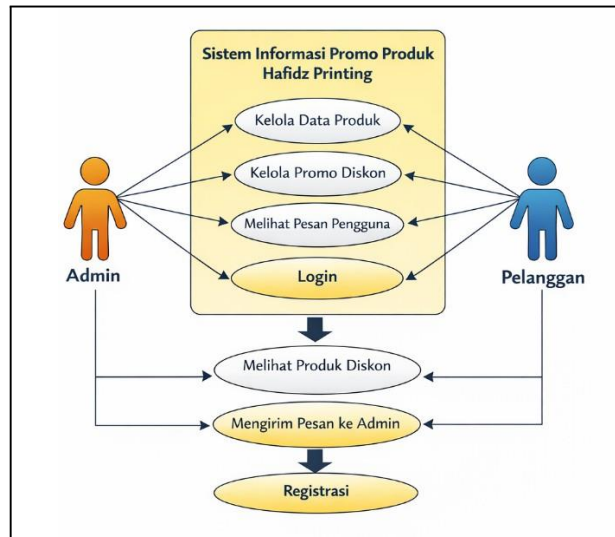 Sistem Informasi Promo Produk
Hafidz Printing
Kelola Data Produk
Kelola Promo Diskon
Melihat Pesan Pengguna
Login
Admin
Pelanggan
Melihat Produk Diskon
Mengirim Pesan ke Admin
Registrasi